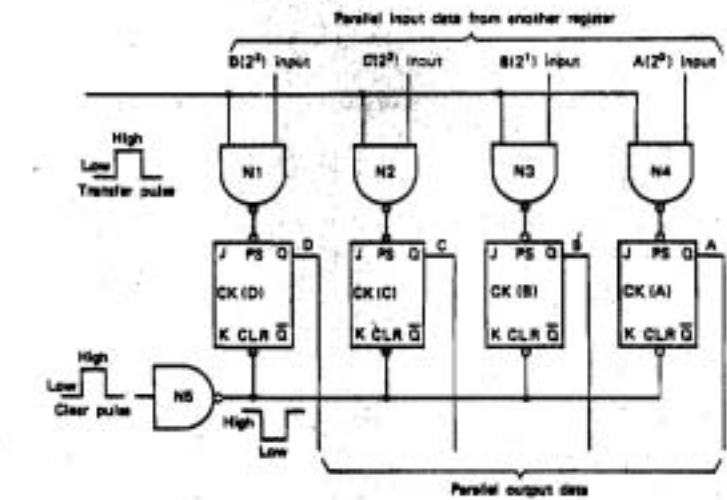 Parallel input data from another register
D(2³) input C(2²) input B(2¹) input A(2⁰) input
High
Low
Transfer pulse
N1 N2 N3 N4
D C B A
J PS Q J PS Q J PS Q J PS Q
CK (D) CK (C) CK (B) CK (A)
K CLR Q̅ K CLR Q̅ K CLR Q̅ K CLR Q̅
High
Low
Clear pulse
N5
High
Low
Parallel output data